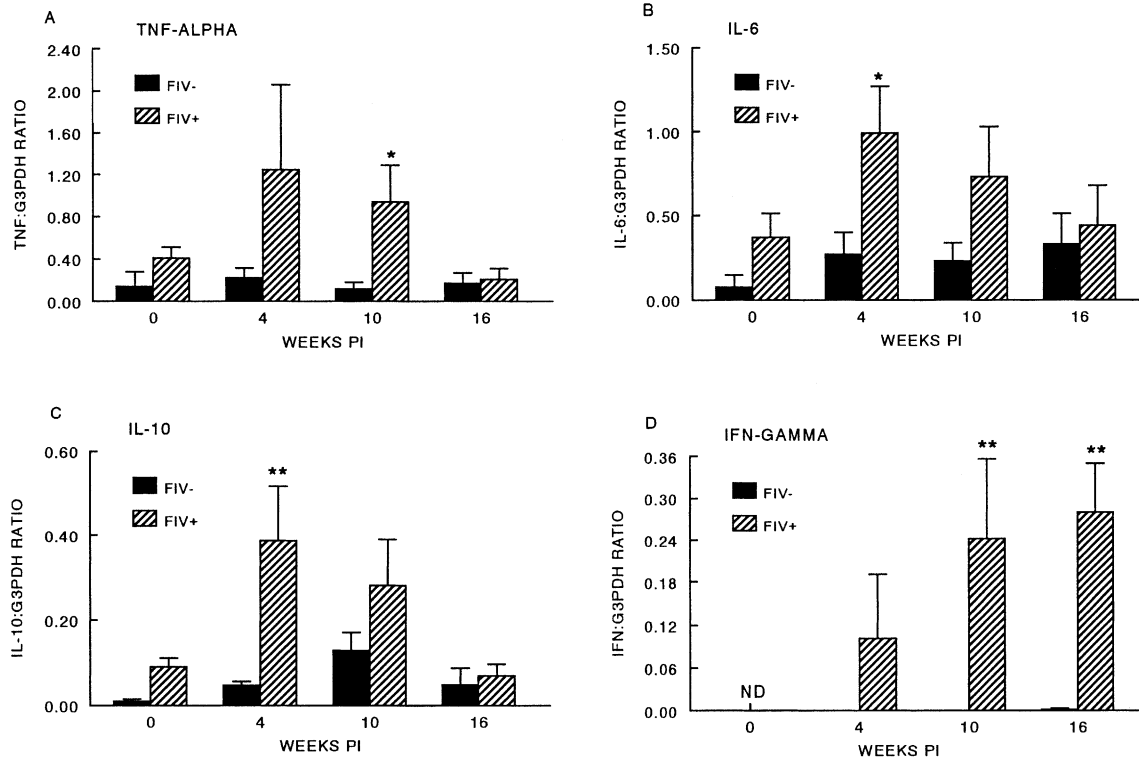 A
TNF-ALPHA
2.40
2.00
1.60
1.20
0.80
0.40
0.00
TNF:G3PDH RATIO
FIV-
FIV+
*
0 4 10 16
WEEKS PI
B
IL-6
1.50
1.00
0.50
0.00
IL-6:G3PDH RATIO
FIV-
FIV+
*
0 4 10 16
WEEKS PI
C
IL-10
0.60
0.40
0.20
0.00
IL-10:G3PDH RATIO
FIV-
FIV+
**
0 4 10 16
WEEKS PI
D
IFN-GAMMA
0.36
0.30
0.24
0.18
0.12
0.06
0.00
IFN:G3PDH RATIO
FIV-
FIV+
** **
ND
0 4 10 16
WEEKS PI